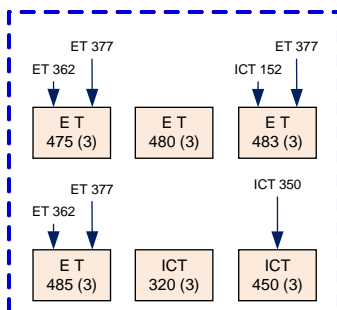 ET 377
ET 377
ET 362
ICT 152
E T
475 (3)
E T
480 (3)
E T
483 (3)
ET 377
ICT 350
ET 362
E T
485 (3)
ICT
320 (3)
ICT
450 (3)